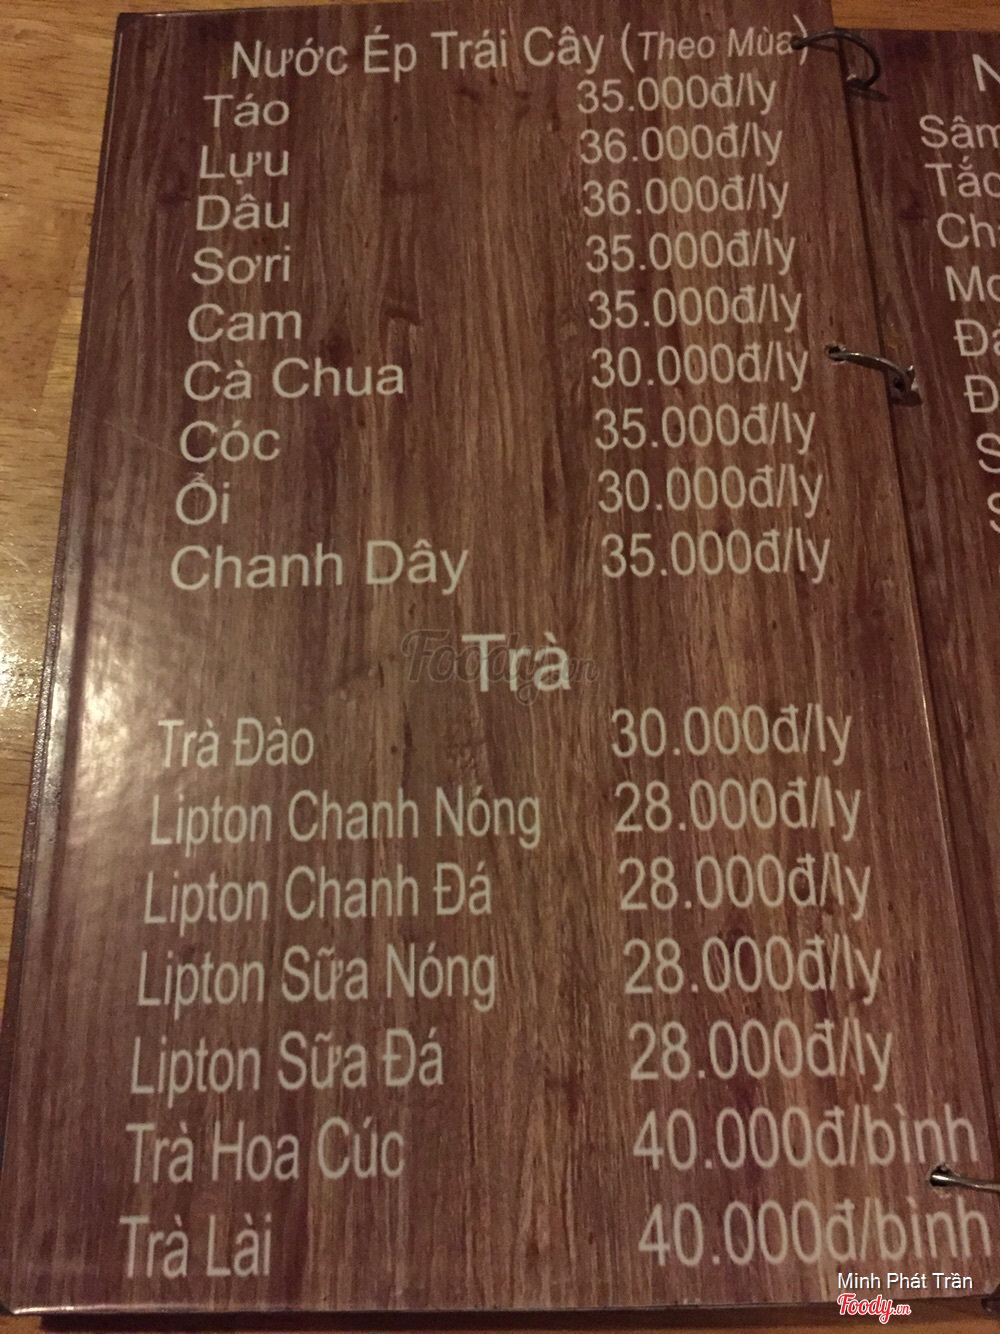 Nước Ép Trái Cây (Theo Mùa)
Táo 35.000đ/ly
Lựu 36.000đ/ly
Dâu 36.000đ/ly
Sơri 35.000đ/ly
Cam 35.000đ/ly
Cà Chua 30.000đ/ly
Cóc 35.000đ/ly
Ổi 30.000đ/ly
Chanh Dây 35.000đ/ly
Trà
Foody.vn
Trà Đào 30.000đ/ly
Lipton Chanh Nóng 28.000đ/ly
Lipton Chanh Đá 28.000đ/ly
Lipton Sữa Nóng 28.000đ/ly
Lipton Sữa Đá 28.000đ/ly
Trà Hoa Cúc 40.000đ/bình
Trà Lài 40.000đ/bình
Sâm
Tắc
Minh Phát Trần
Foody.vn